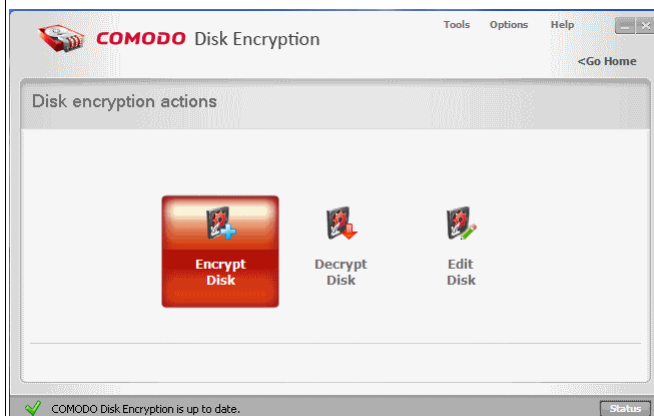 Tools Options Help
COMODO Disk Encryption
<Go Home
Disk encryption actions
Encrypt Disk
Decrypt Disk
Edit Disk
COMODO Disk Encryption is up to date.
Status